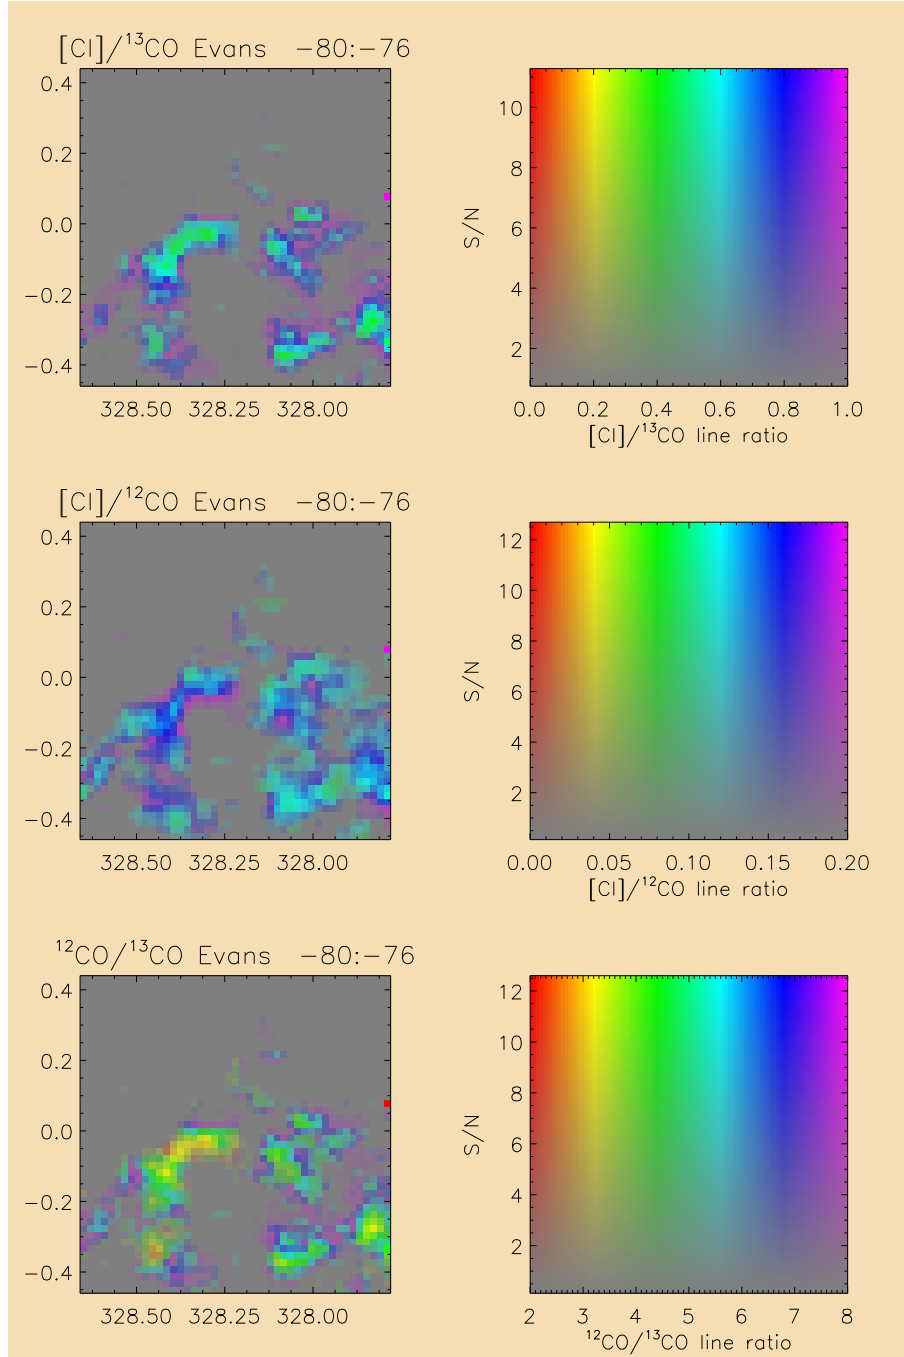 [CI]/¹³CO Evans −80:−76
0.4
0.2
0.0
−0.2
−0.4
328.50 328.25 328.00
S/N
10
8
6
4
2
0.0 0.2 0.4 0.6 0.8 1.0
[CI]/¹³CO line ratio
[CI]/¹²CO Evans −80:−76
0.4
0.2
0.0
−0.2
−0.4
328.50 328.25 328.00
S/N
12
10
8
6
4
2
0.00 0.05 0.10 0.15 0.20
[CI]/¹²CO line ratio
¹²CO/¹³CO Evans −80:−76
0.4
0.2
0.0
−0.2
−0.4
328.50 328.25 328.00
S/N
12
10
8
6
4
2
2 3 4 5 6 7 8
¹²CO/¹³CO line ratio